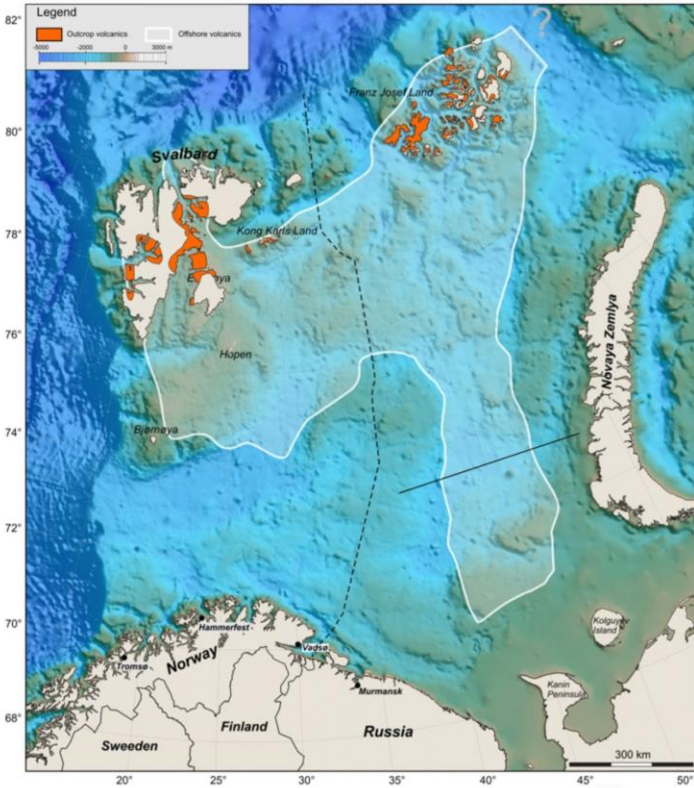 Legend
Outcrop volcanics
Offshore volcanics
-5000 -2000 0 3000 m
?
82°
80°
78°
76°
74°
72°
70°
68°
Franz Josef Land
Svalbard
Kong Karls Land
Hopen
Bjørnøya
Novaya Zemlya
Hammerfest
Tromsø
Norway
Vadsø
Murmansk
Kolguyev
Island
Kanin
Peninsula
Finland
Russia
Sweeden
300 km
20° 25° 30° 35° 40° 45° 50°